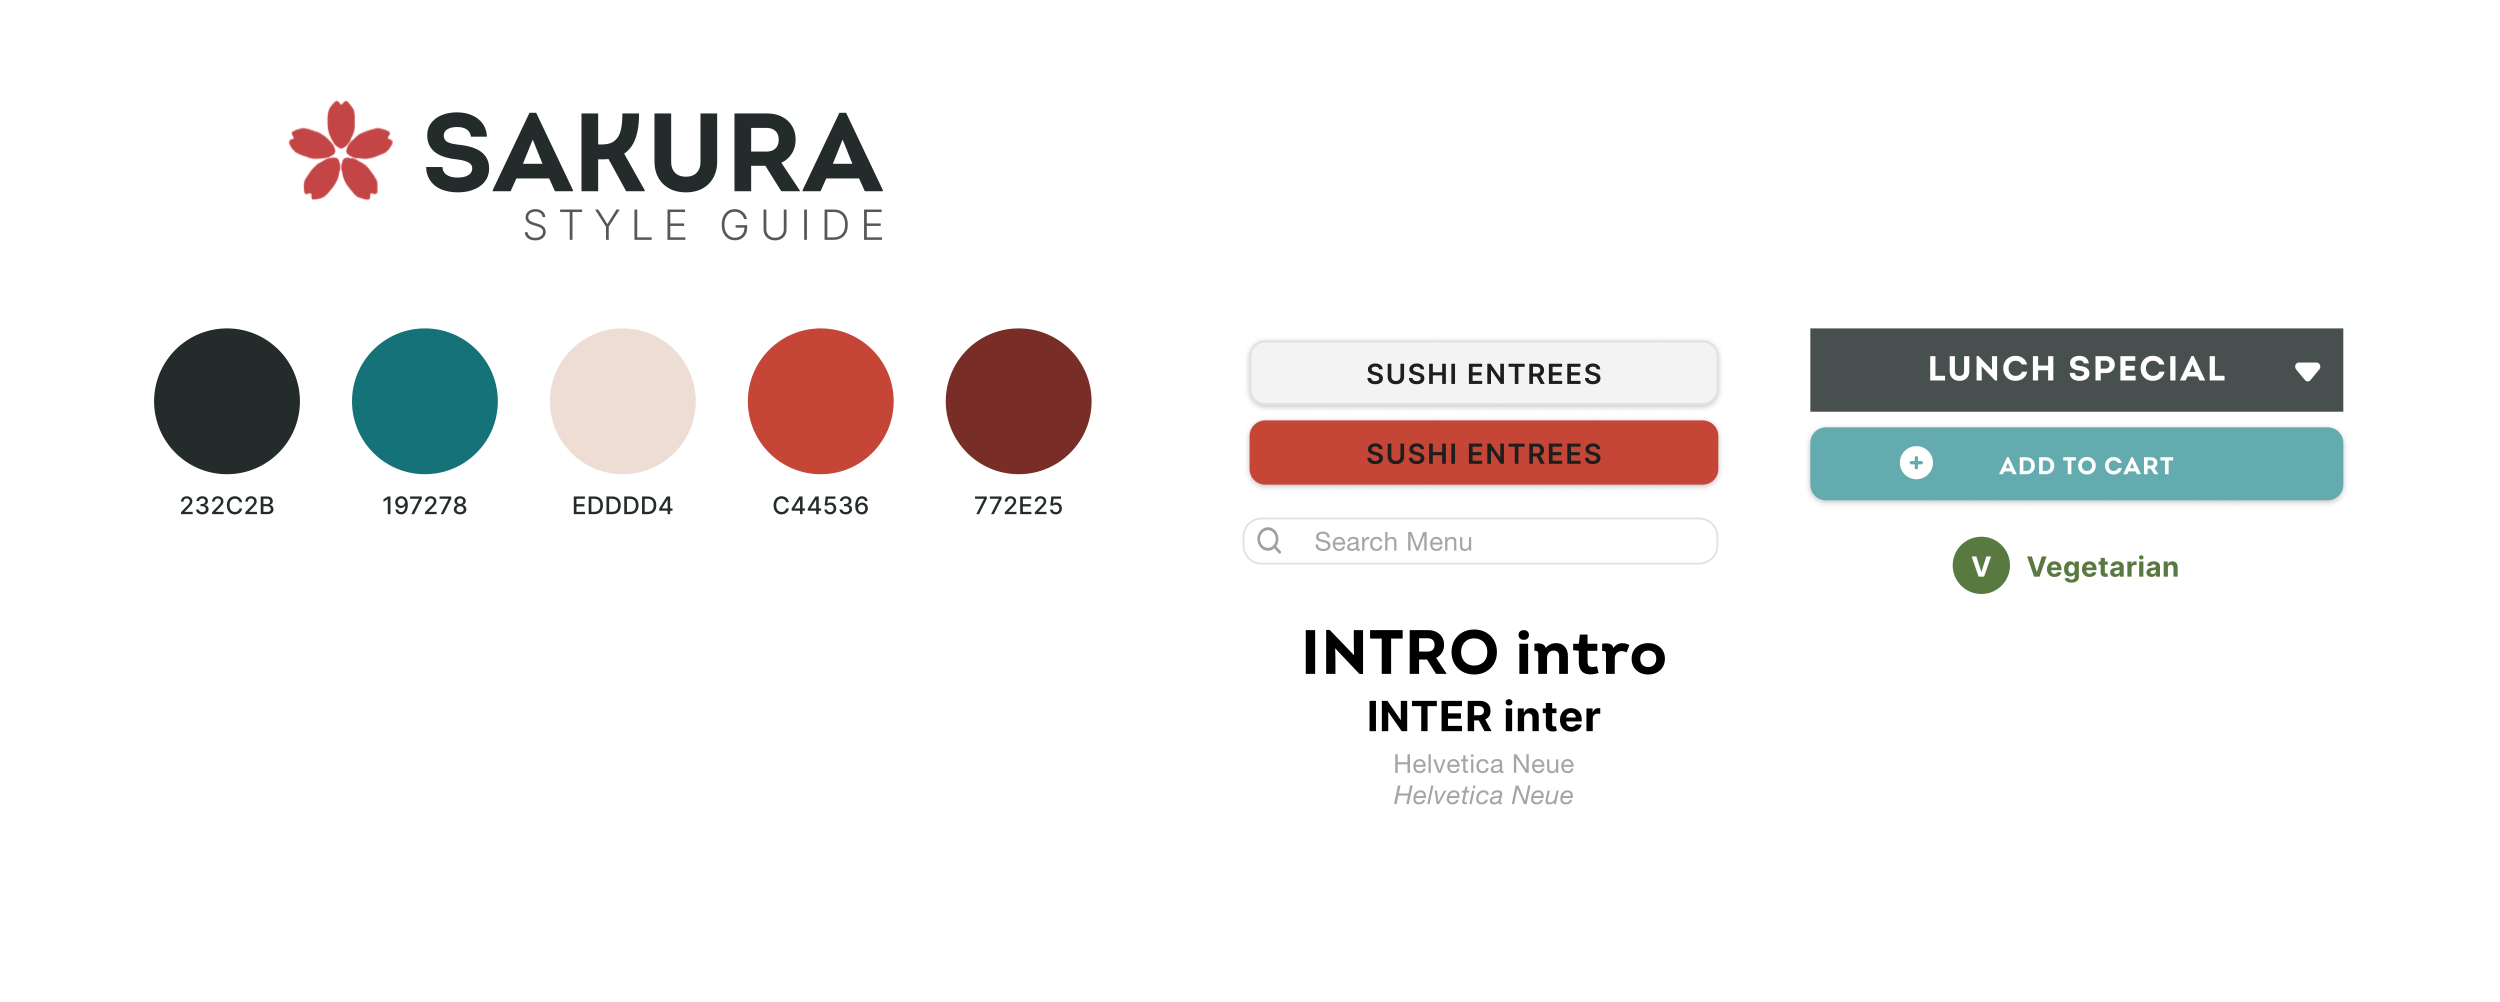 SAKURA
STYLE GUIDE
232C2B
197278
EDDDD4
C44536
772E25
SUSHI ENTREES
SUSHI ENTREES
Search Menu
INTRO intro
INTER inter
Helvetica Neue
Helvetica Neue
LUNCH SPECIAL
ADD TO CART
V Vegetarian